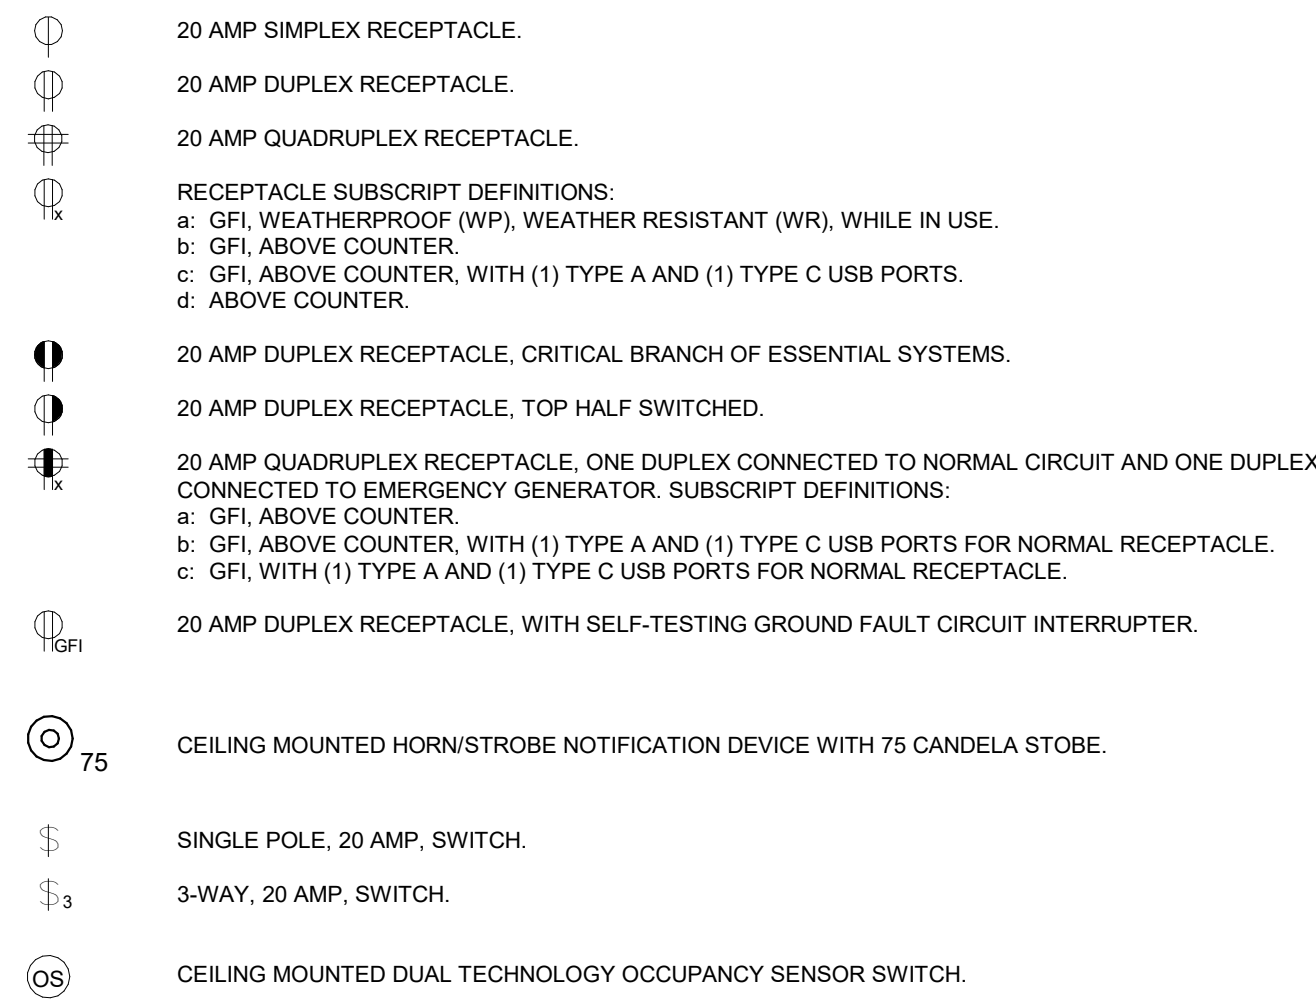 20 AMP SIMPLEX RECEPTACLE.
20 AMP DUPLEX RECEPTACLE.
20 AMP QUADRUPLEX RECEPTACLE.
x RECEPTACLE SUBSCRIPT DEFINITIONS:
a: GFI, WEATHERPROOF (WP), WEATHER RESISTANT (WR), WHILE IN USE.
b: GFI, ABOVE COUNTER.
c: GFI, ABOVE COUNTER, WITH (1) TYPE A AND (1) TYPE C USB PORTS.
d: ABOVE COUNTER.
20 AMP DUPLEX RECEPTACLE, CRITICAL BRANCH OF ESSENTIAL SYSTEMS.
20 AMP DUPLEX RECEPTACLE, TOP HALF SWITCHED.
20 AMP QUADRUPLEX RECEPTACLE, ONE DUPLEX CONNECTED TO NORMAL CIRCUIT AND ONE DUPLEX
x CONNECTED TO EMERGENCY GENERATOR. SUBSCRIPT DEFINITIONS:
a: GFI, ABOVE COUNTER.
b: GFI, ABOVE COUNTER, WITH (1) TYPE A AND (1) TYPE C USB PORTS FOR NORMAL RECEPTACLE.
c: GFI, WITH (1) TYPE A AND (1) TYPE C USB PORTS FOR NORMAL RECEPTACLE.
GFI 20 AMP DUPLEX RECEPTACLE, WITH SELF-TESTING GROUND FAULT CIRCUIT INTERRUPTER.
75 CEILING MOUNTED HORN/STROBE NOTIFICATION DEVICE WITH 75 CANDELA STOBE.
$ SINGLE POLE, 20 AMP, SWITCH.
$3 3-WAY, 20 AMP, SWITCH.
OS CEILING MOUNTED DUAL TECHNOLOGY OCCUPANCY SENSOR SWITCH.